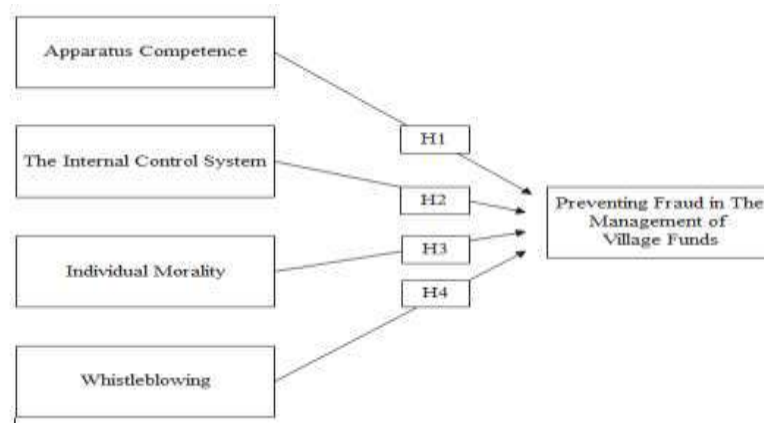 Apparatus Competence
H1
The Internal Control System
H2
Preventing Fraud in The
Management of
Village Funds
H3
Individual Morality
H4
Whistleblowing